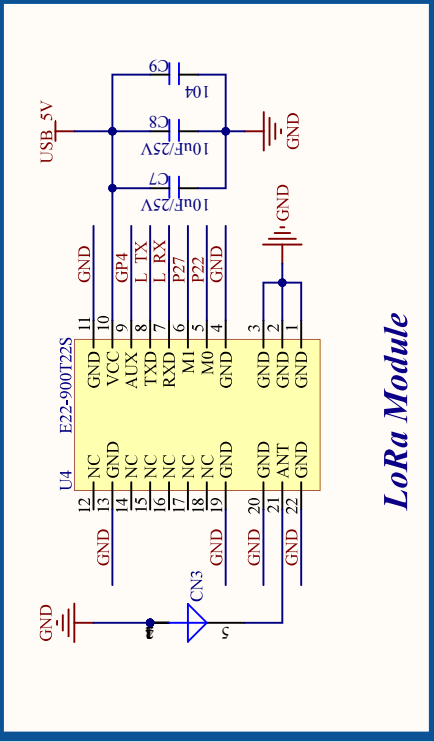 C9
104
C8
10uF/25V
C7
10uF/25V
USB_5V
GND
GND
GND
GP4
L_TX
L_RX
P27
P22
GND
11
10
9
8
7
6
5
4
3
2
1
GND
VCC
AUX
TXD
RXD
M1
M0
GND
GND
GND
GND
E22-900T22S
U4
NC
GND
NC
NC
NC
NC
NC
GND
GND
ANT
GND
12
13
14
15
16
17
18
19
20
21
22
GND
GND
GND
GND
CN3
GND
5
LoRa Module